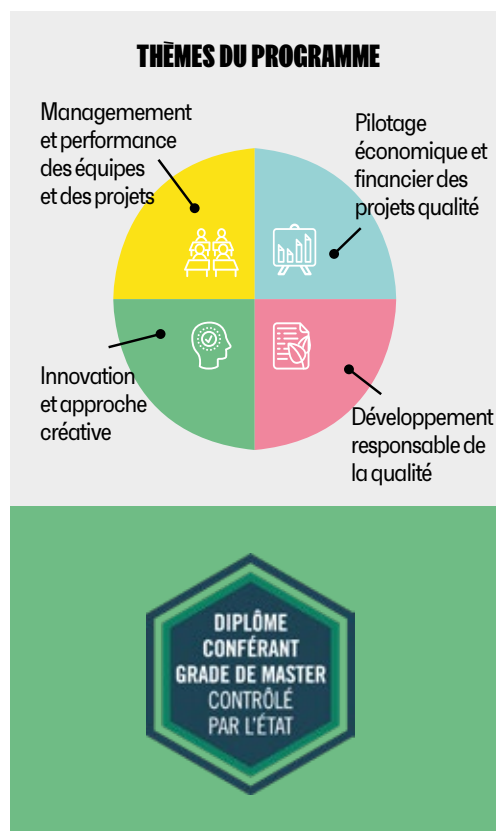 THÈMES DU PROGRAMME
Managemement
et performance
des équipes
et des projets
Pilotage
économique et
financier des
projets qualité
Innovation
et approche
créative
Développement
responsable de
la qualité
DIPLÔME
CONFÉRANT
GRADE DE MASTER
CONTRÔLÉ
PAR L'ÉTAT